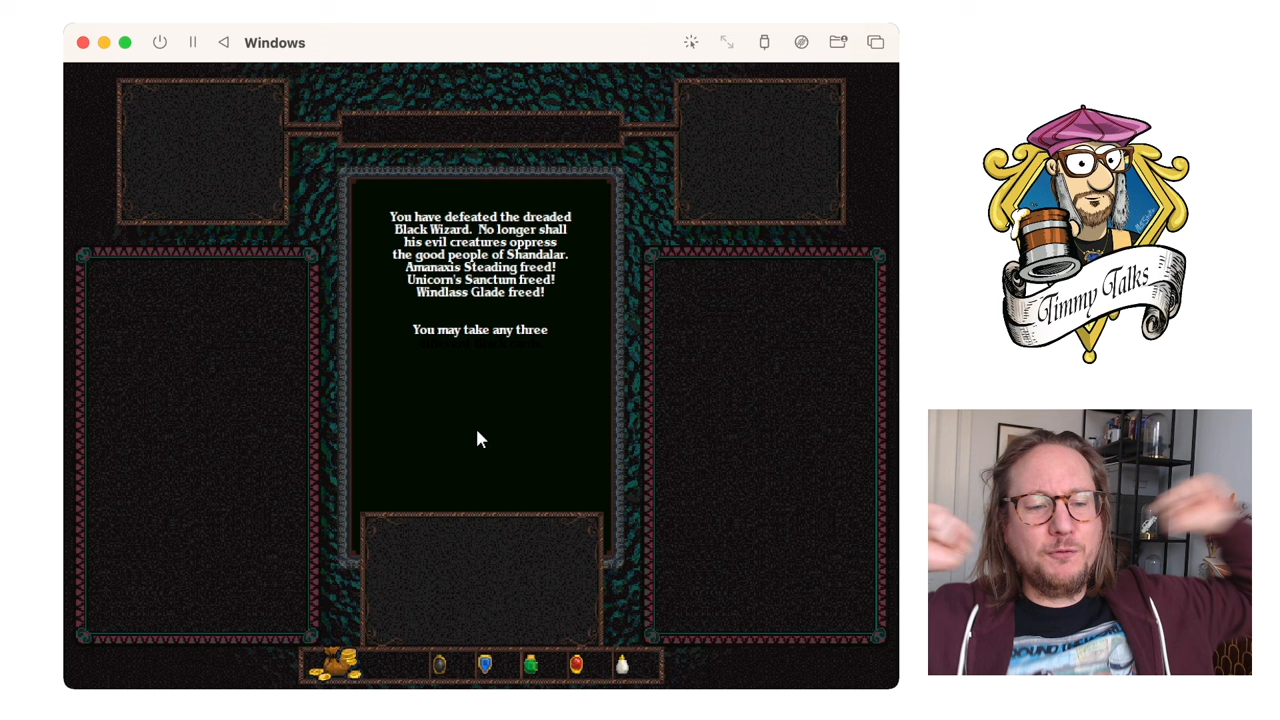 Windows
You have defeated the dreaded
Black Wizard. No longer shall
his evil creatures oppress
the good people of Shandalar.
Amanaxis Steading freed!
Unicorn's Sanctum freed!
Windlass Glade freed!
You may take any three
Timmy Talks